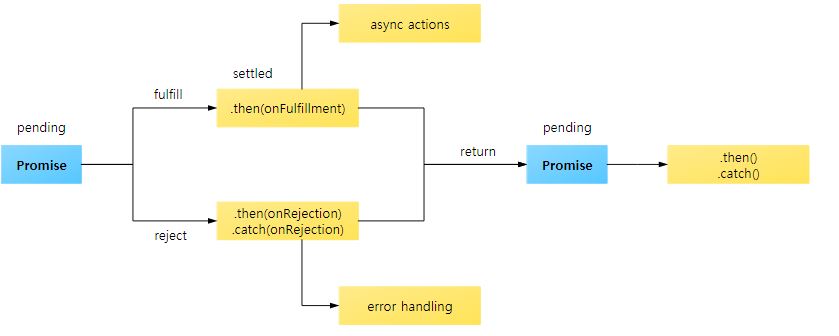 async actions
settled
fulfill
.then(onFulfillment)
pending
Promise
reject
.then(onRejection)
.catch(onRejection)
error handling
return
pending
Promise
.then()
.catch()